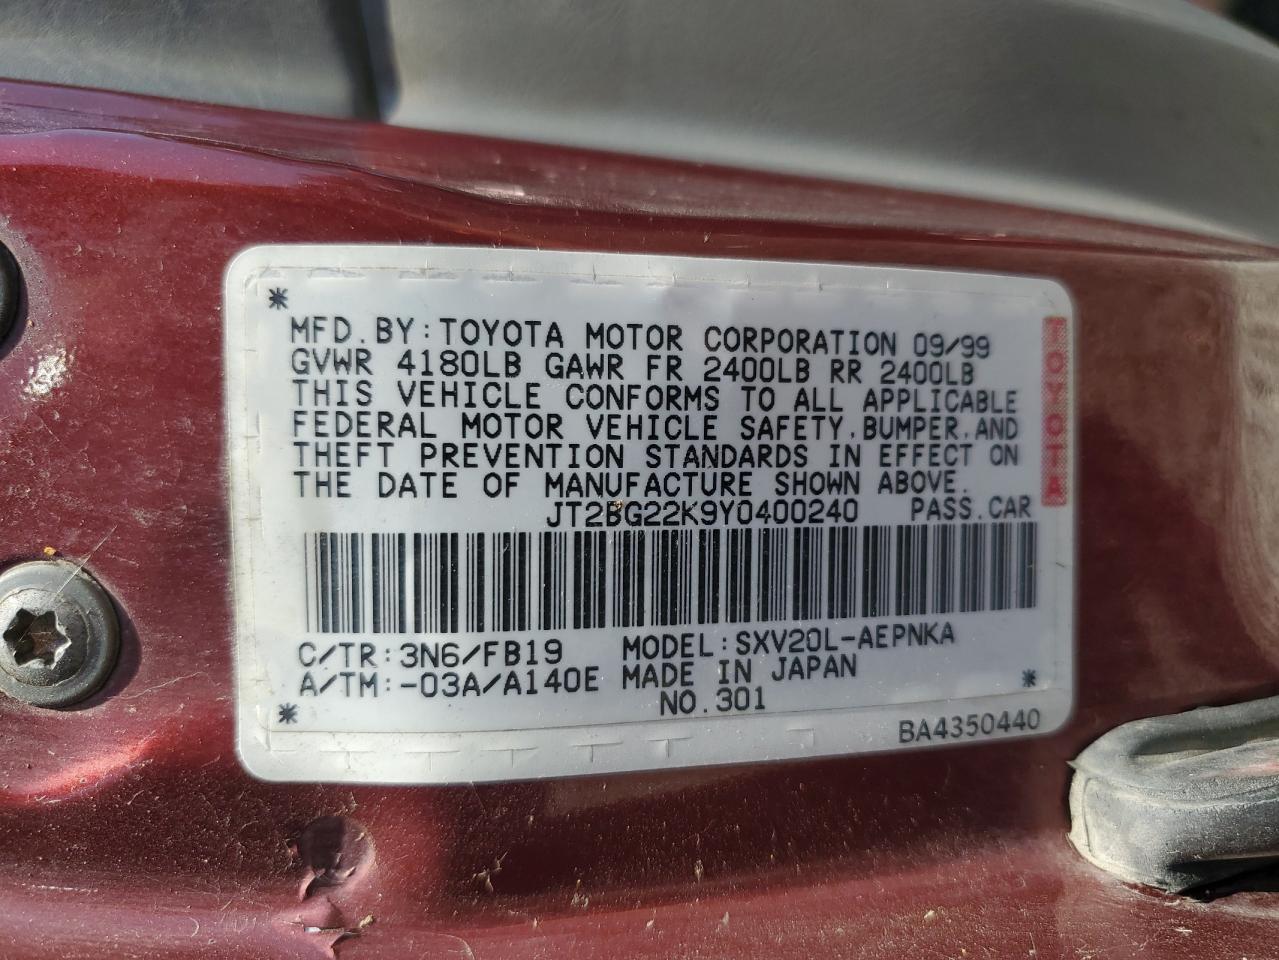 MFD. BY: TOYOTA MOTOR CORPORATION 09/99
GVWR 4180LB GAWR FR 2400LB RR 2400LB
THIS VEHICLE CONFORMS TO ALL APPLICABLE
FEDERAL MOTOR VEHICLE SAFETY, BUMPER, AND
THEFT PREVENTION STANDARDS IN EFFECT ON
THE DATE OF MANUFACTURE SHOWN ABOVE.
JT2BG22K9Y0400240 PASS. CAR
TOYOTA
C/TR: 3N6/FB19 MODEL: SXV20L-AEPNKA
A/TM: -03A/A140E MADE IN JAPAN
NO. 301
BA4350440